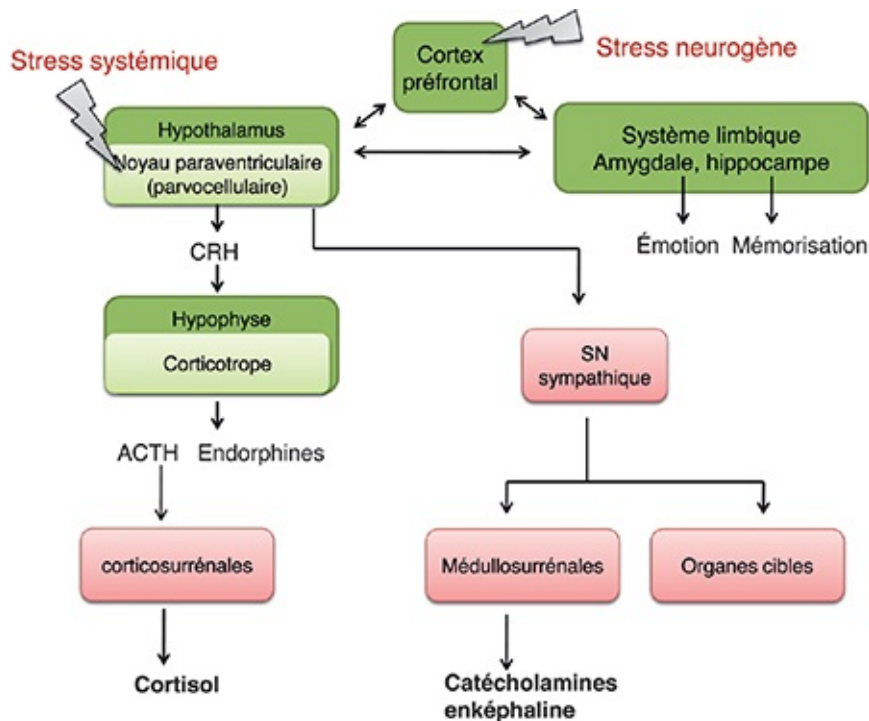 Stress systémique
Cortex
préfrontal
Stress neurogène
Hypothalamus
Noyau paraventriculaire
(parvocellulaire)
Système limbique
Amygdale, hippocampe
Émotion Mémorisation
CRH
Hypophyse
Corticotrope
SN
sympathique
ACTH Endorphines
corticosurrénales
Médullosurrénales
Organes cibles
Cortisol
Catécholamines
enképhaline